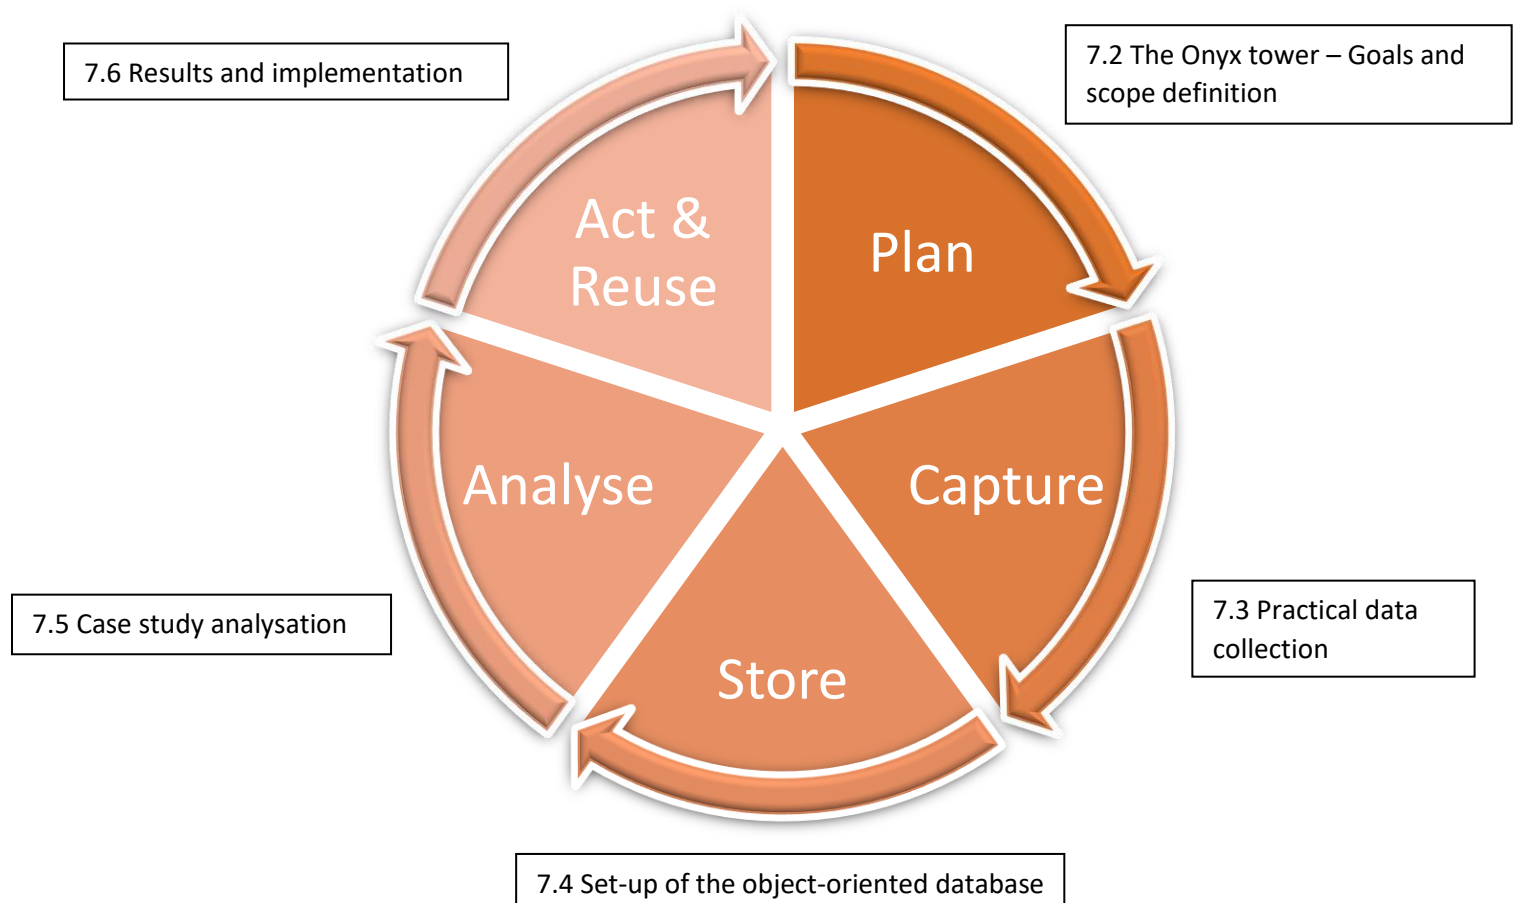 7.6 Results and implementation
7.2 The Onyx tower – Goals and
scope definition
Act &
Reuse
Plan
Analyse
Capture
7.5 Case study analysation
7.3 Practical data
collection
Store
7.4 Set-up of the object-oriented database